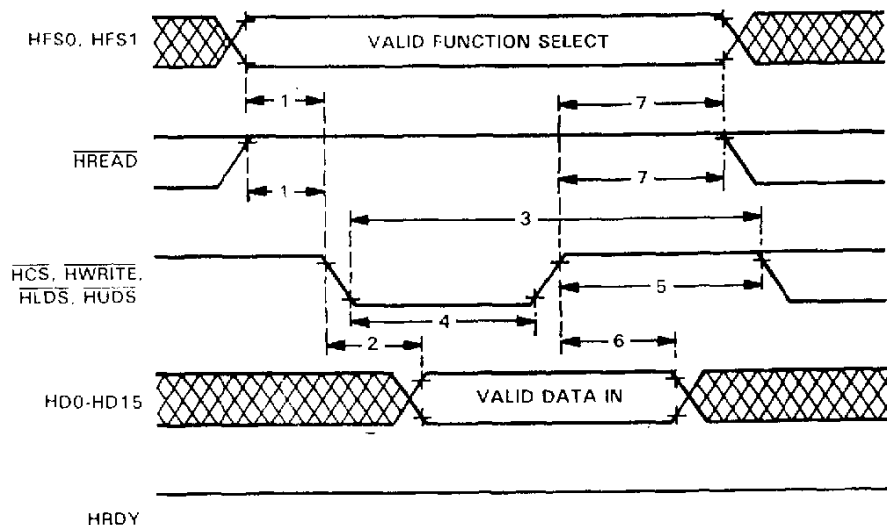 HFS0, HFS1
VALID FUNCTION SELECT
1
7
HREAD
1
7
3
HCS, HWRITE,
HLDS, HUDS
5
4
2
6
HD0-HD15
VALID DATA IN
HRDY